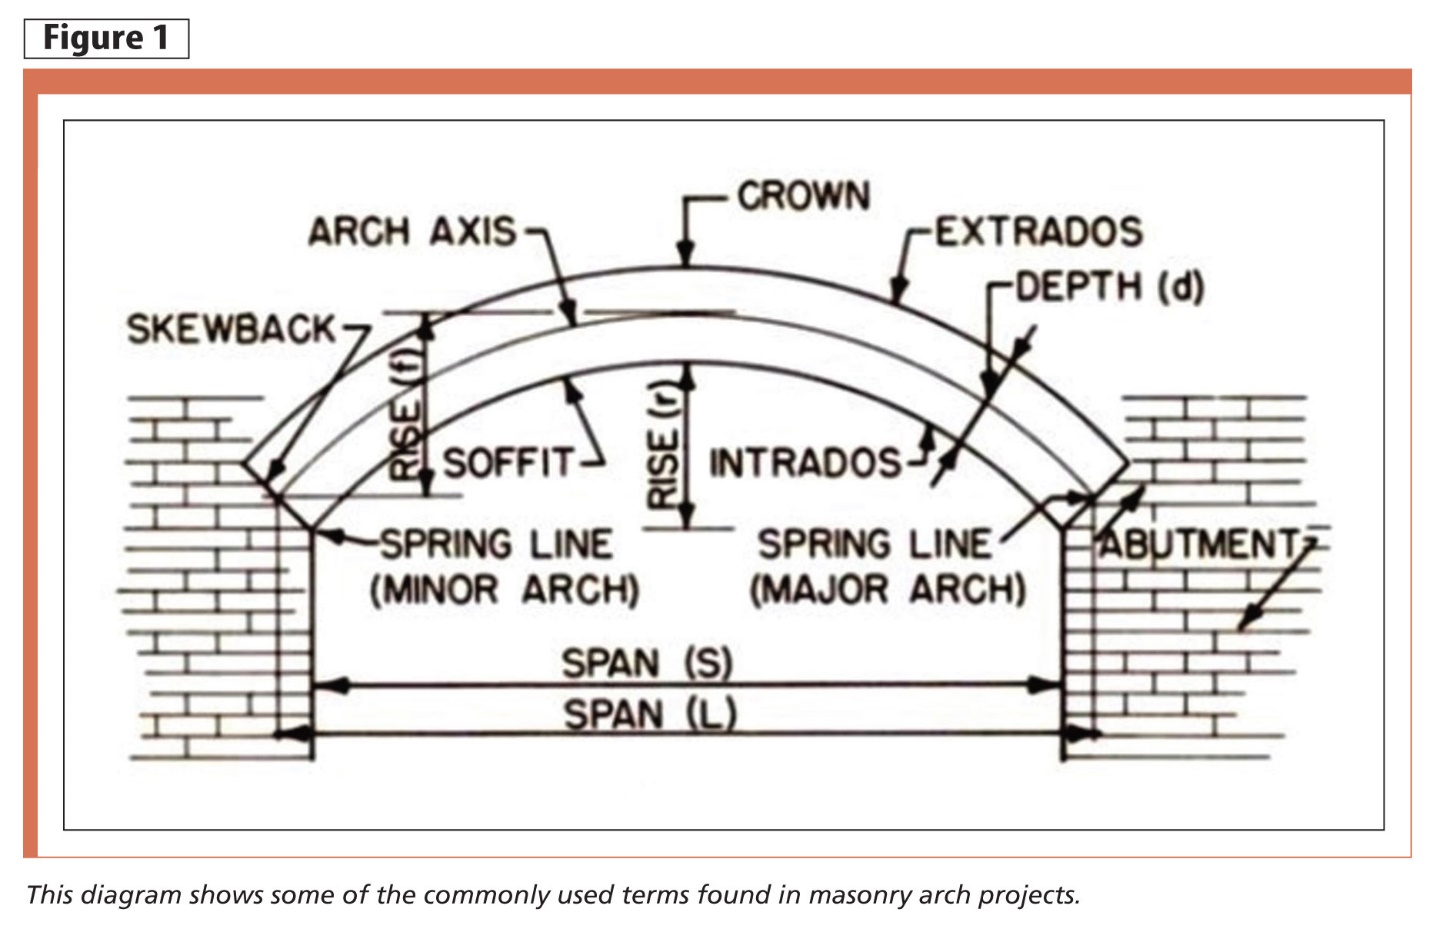 Figure 1
CROWN
ARCH AXIS
EXTRADOS
DEPTH (d)
SKEWBACK
RISE (f)
SOFFIT
RISE (r)
INTRADOS
SPRING LINE
(MINOR ARCH)
SPRING LINE
(MAJOR ARCH)
ABUTMENT
SPAN (S)
SPAN (L)
This diagram shows some of the commonly used terms found in masonry arch projects.